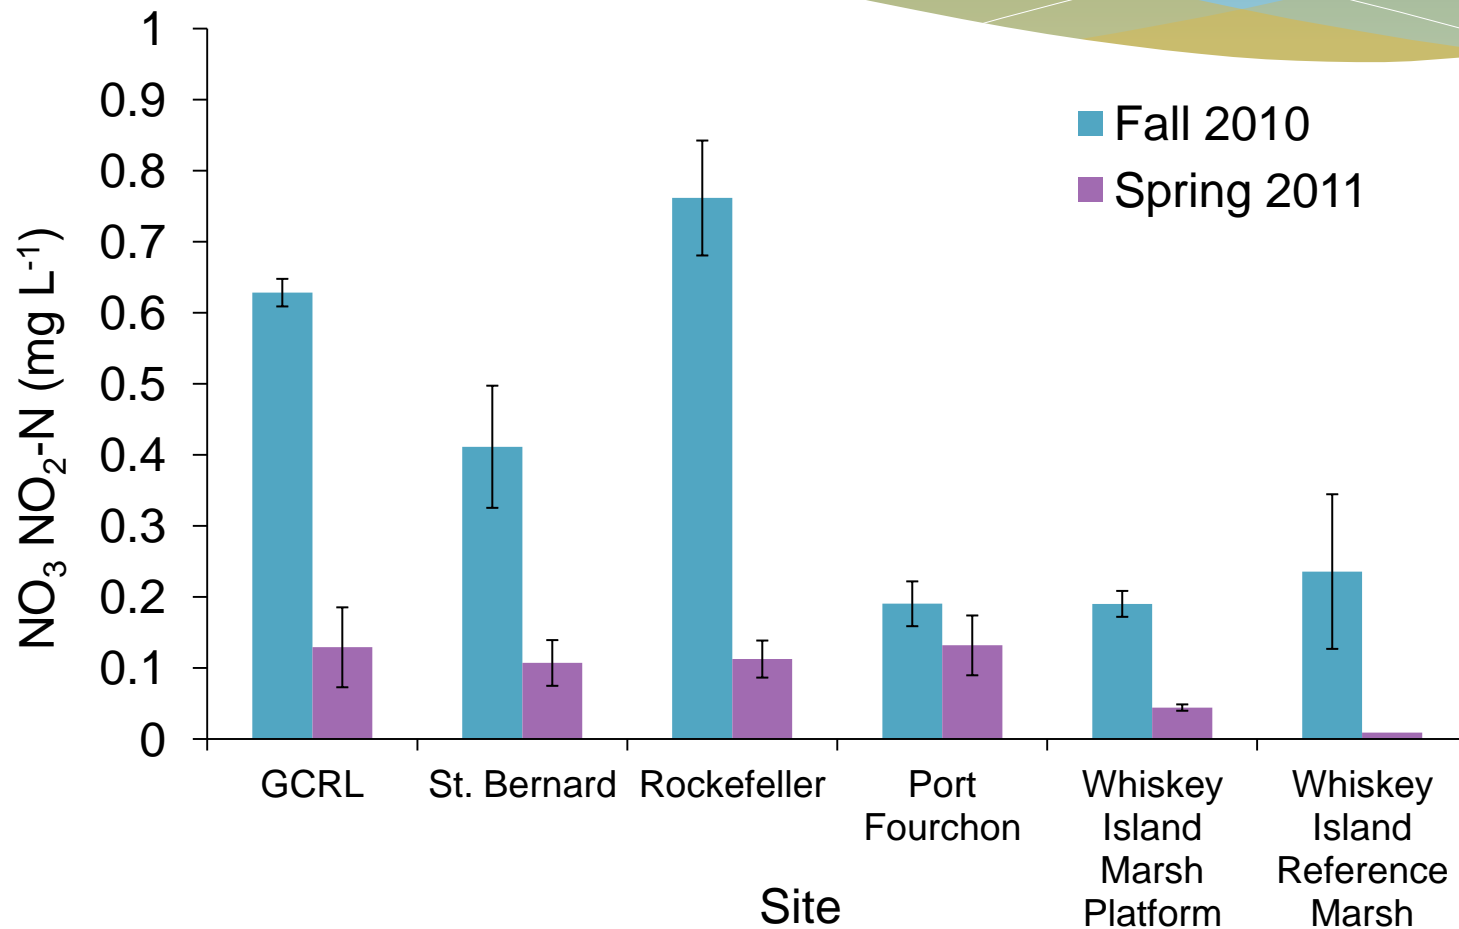 1
0.9
0.8
0.7
0.6
0.5
0.4
0.3
0.2
0.1
0
NO₃ NO₂-N (mg L⁻¹)
Fall 2010
Spring 2011
GCRL
St. Bernard
Rockefeller
Port
Fourchon
Whiskey
Island
Marsh
Platform
Whiskey
Island
Reference
Marsh
Site